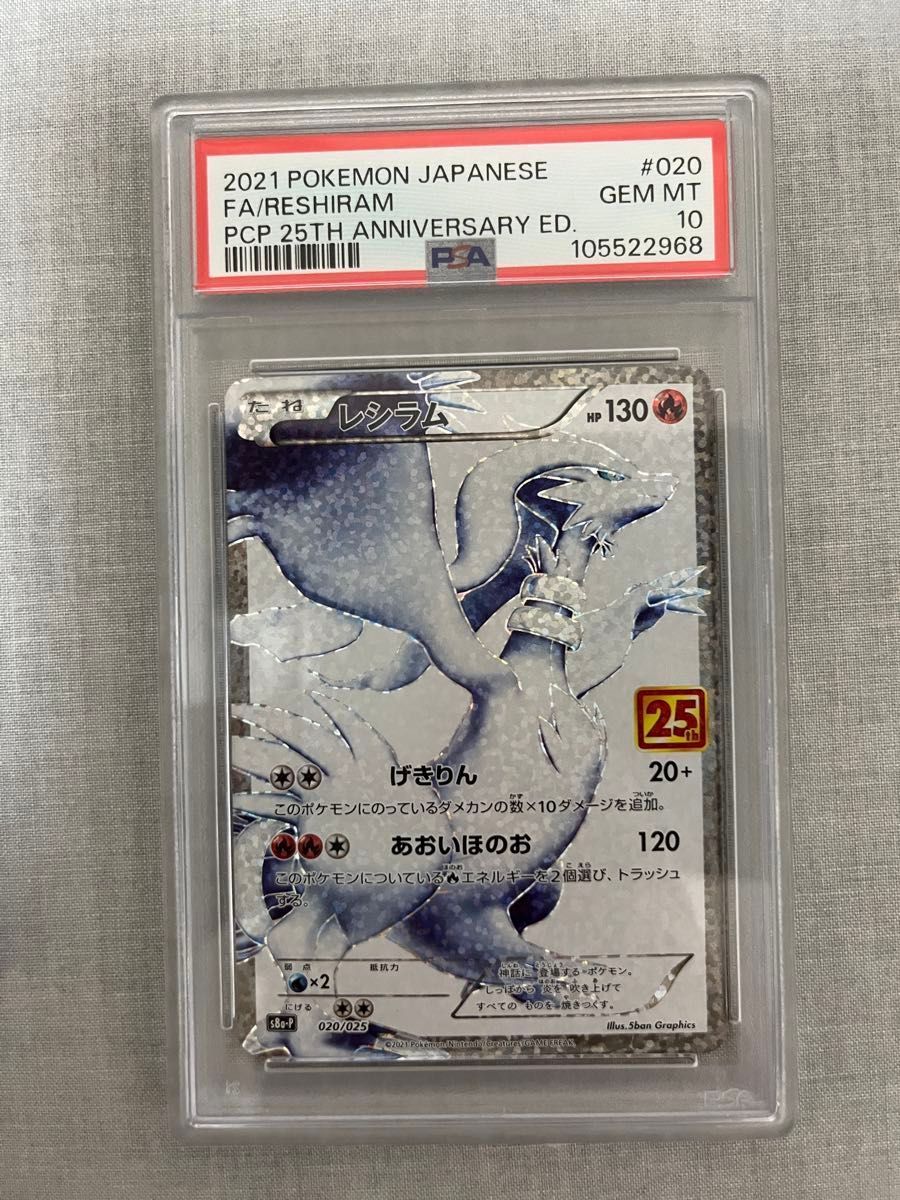 2021 POKEMON JAPANESE #020
FA/RESHIRAM GEM MT
PCP 25TH ANNIVERSARY ED. 10
PSA 105522968
たね レシラム HP 130
25th
げきりん 20+
このポケモンにのっているダメカンの数×10ダメージを追加。
あおいほのお 120
このポケモンについているエネルギーを2個選び、トラッシュ
する。
弱点 抵抗力
×2
にげる
神話に登場するポケモン。
しっぽから 炎を 吹き上げて
すべての ものを 焼きつくす。
s8a-P 020/025 Illus.5ban Graphics
©2021 Pokémon/Nintendo/Creatures/GAME FREAK.